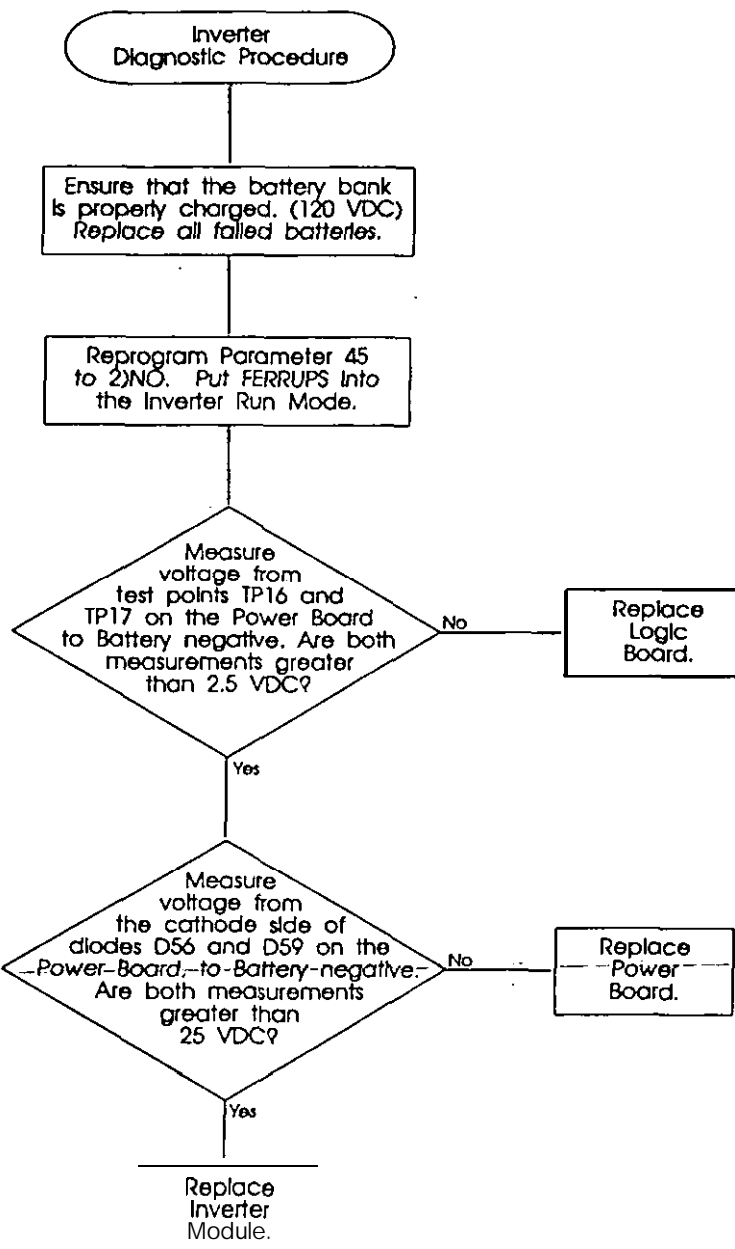 Inverter
Diagnostic Procedure
Ensure that the battery bank
is properly charged. (120 VDC)
Replace all failed batteries.
Reprogram Parameter 45
to 2)NO. Put FERRUPS into
the Inverter Run Mode.
Measure
voltage from
test points TP16 and
TP17 on the Power Board
to Battery negative. Are both
measurements greater
than 2.5 VDC?
No
Replace
Logic
Board.
Yes
Measure
voltage from
the cathode side of
diodes D56 and D59 on the
Power Board, to Battery negative.
Are both measurements
greater than
25 VDC?
No
Replace
Power
Board.
Yes
Replace
Inverter
Module.